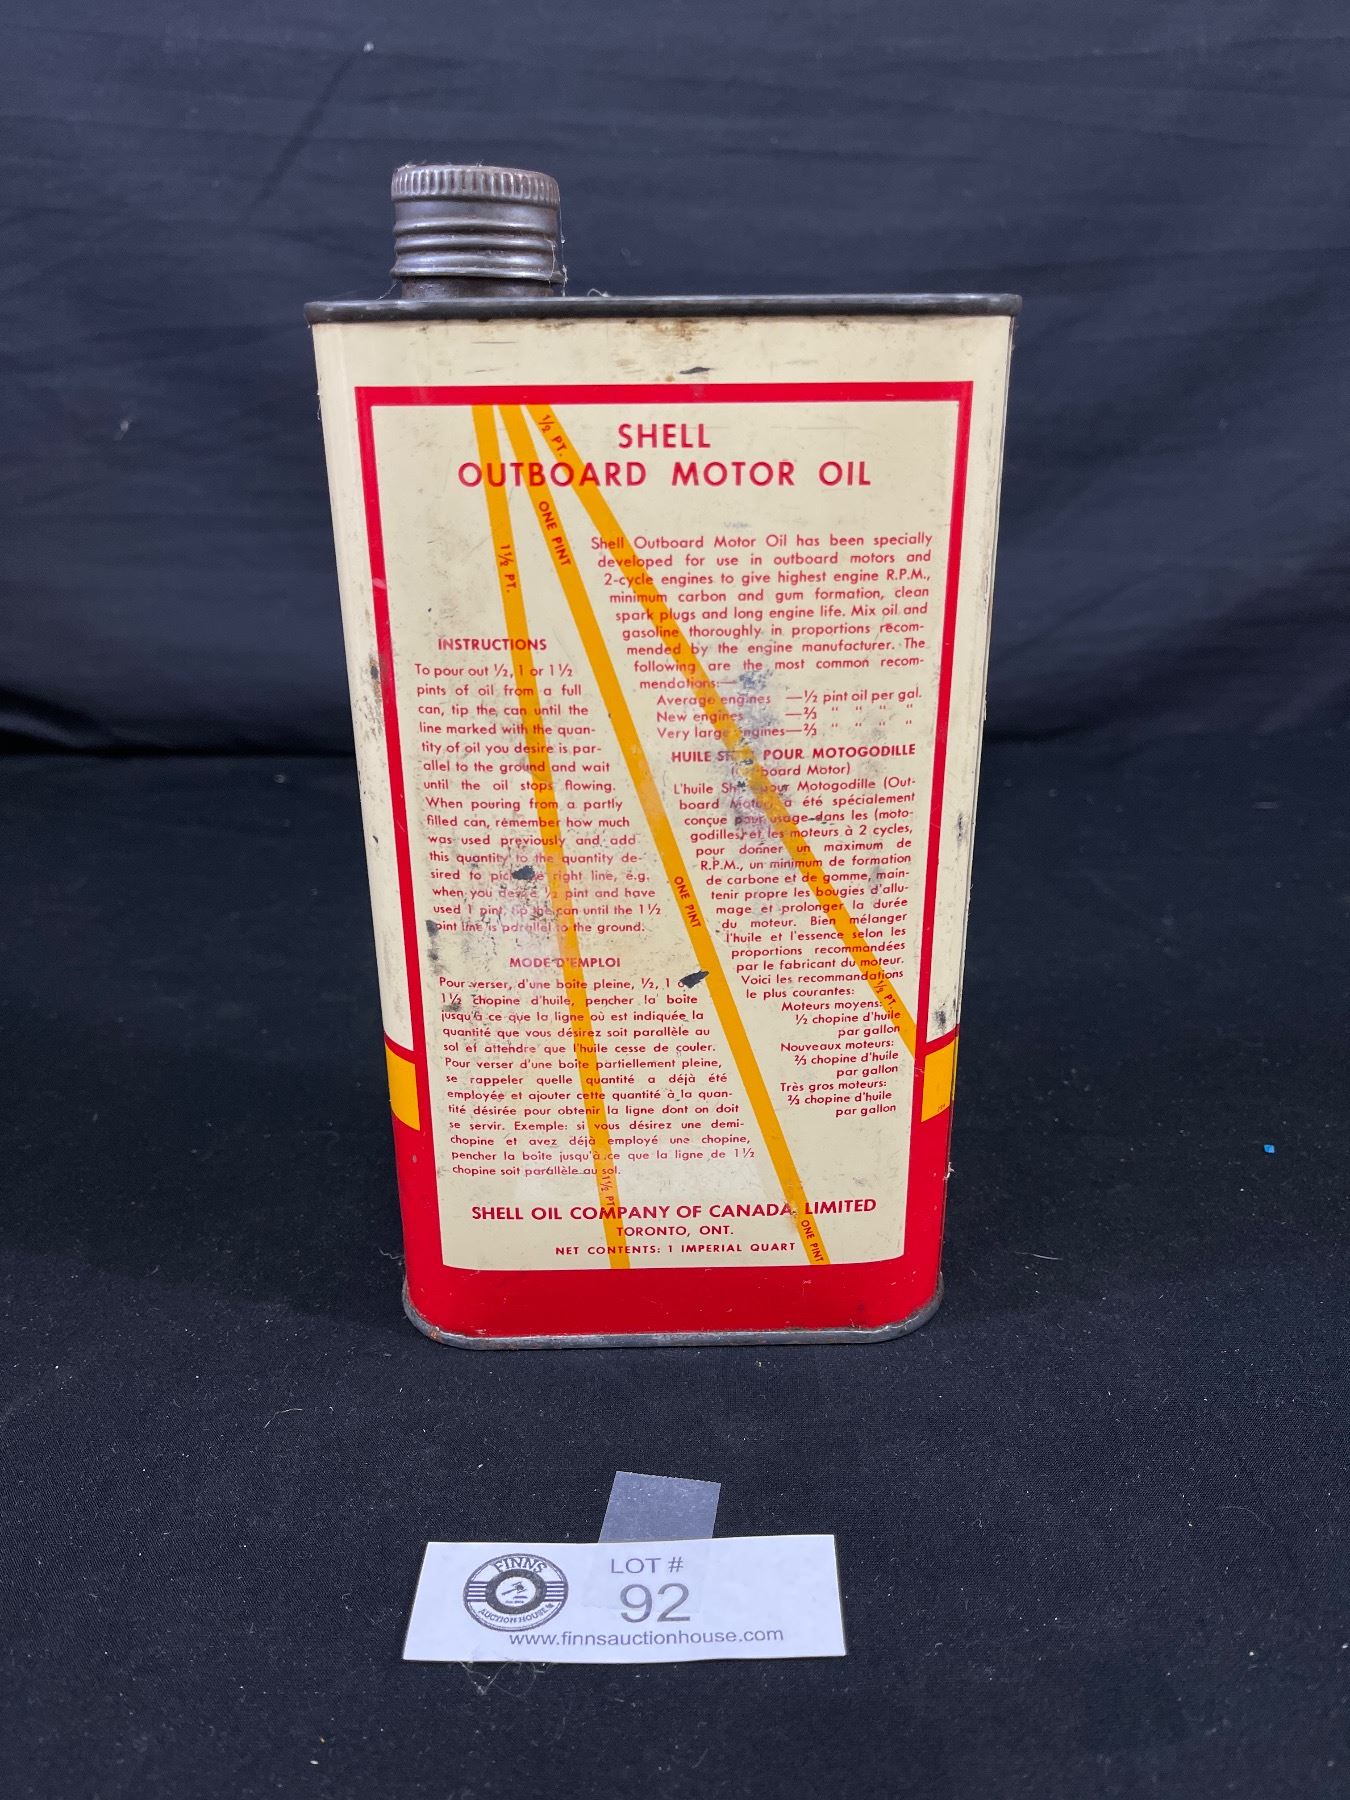 SHELL
OUTBOARD MOTOR OIL
½ PT.
ONE PINT
1½ PT.
Shell Outboard Motor Oil has been specially
developed for use in outboard motors and
2-cycle engines to give highest engine R.P.M.,
minimum carbon and gum formation, clean
spark plugs and long engine life. Mix oil and
gasoline thoroughly in proportions recom-
mended by the engine manufacturer. The
following are the most common recom-
mendations:—
Average engines —½ pint oil per gal.
New engines —⅔ " " " "
Very large engines—⅔ " " " "
INSTRUCTIONS
To pour out ½, 1 or 1½
pints of oil from a full
can, tip the can until the
line marked with the quan-
tity of oil you desire is par-
allel to the ground and wait
until the oil stops flowing.
When pouring from a partly
filled can, remember how much
was used previously and add
this quantity to the quantity de-
sired to pick the right line, e.g.
when you desire ½ pint and have
used 1 pint, tip the can until the 1½
pint line is parallel to the ground.
HUILE POUR MOTOGODILLE
(Outboard Motor)
L'huile Shell pour Motogodille (Out-
board Motor) a été spécialement
conçue pour usage dans les (moto-
godilles) et les moteurs à 2 cycles,
pour donner un maximum de
R.P.M., un minimum de formation
de carbone et de gomme, main-
tenir propre les bougies d'allu-
mage et prolonger la durée
du moteur. Bien mélanger
l'huile et l'essence selon les
proportions recommandées
par le fabricant du moteur.
Voici les recommandations
le plus courantes:
Moteurs moyens:
½ chopine d'huile
par gallon
Nouveaux moteurs:
⅔ chopine d'huile
par gallon
Très gros moteurs:
⅔ chopine d'huile
par gallon
ONE PINT
½ PT.
MODE D'EMPLOI
Pour verser, d'une boîte pleine, ½, 1 o
1½ chopine d'huile, pencher la boîte
jusqu'à ce que la ligne où est indiquée la
quantité que vous désirez soit parallèle au
sol et attendre que l'huile cesse de couler.
Pour verser d'une boîte partiellement pleine,
se rappeler quelle quantité a déjà été
employée et ajouter cette quantité à la quan-
tité désirée pour obtenir la ligne dont on doit
se servir. Exemple: si vous désirez une demi-
chopine et avez déjà employé une chopine,
pencher la boîte jusqu'à ce que la ligne de 1½
chopine soit parallèle au sol.
1½ PT.
SHELL OIL COMPANY OF CANADA, LIMITED
TORONTO, ONT.
NET CONTENTS: 1 IMPERIAL QUART
ONE PINT
FINNS
AUCTION HOUSE
LOT #
92
www.finnsauctionhouse.com